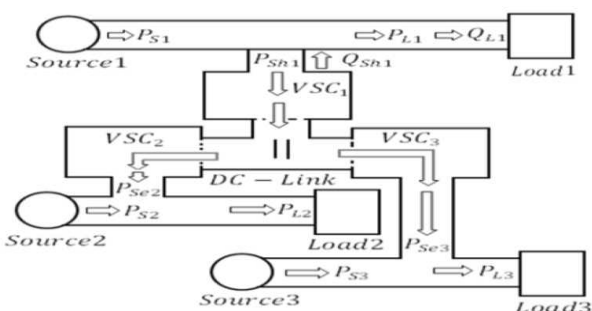 P_S1 P_L1 Q_L1
Source1 P_Sh1 Q_Sh1 Load1
VSC_1
VSC_2 VSC_3
DC − Link
P_Se2
P_S2 P_L2
Source2 Load2 P_Se3
P_S3 P_L3
Source3 Load3